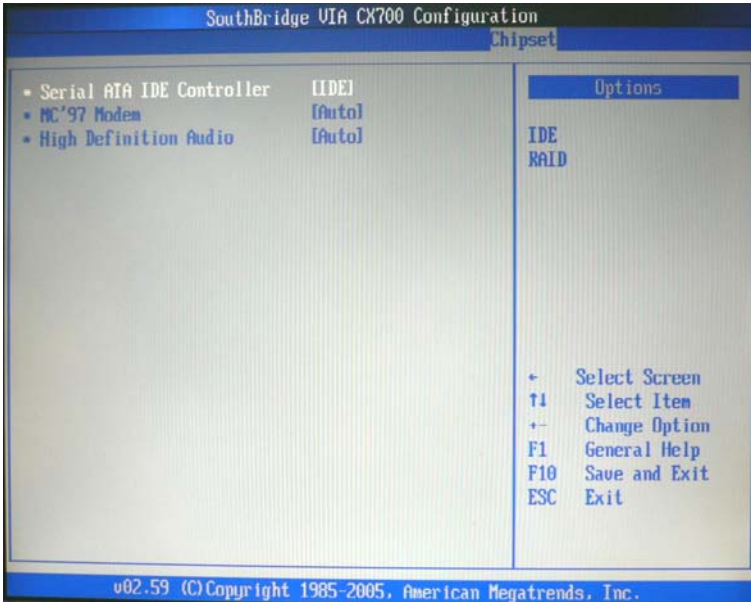 SouthBridge VIA CX700 Configuration
Chipset
* Serial ATA IDE Controller [IDE]
* MC'97 Modem [Auto]
* High Definition Audio [Auto]
Options
IDE
RAID
← Select Screen
↑↓ Select Item
+- Change Option
F1 General Help
F10 Save and Exit
ESC Exit
v02.59 (C)Copyright 1985-2005, American Megatrends, Inc.